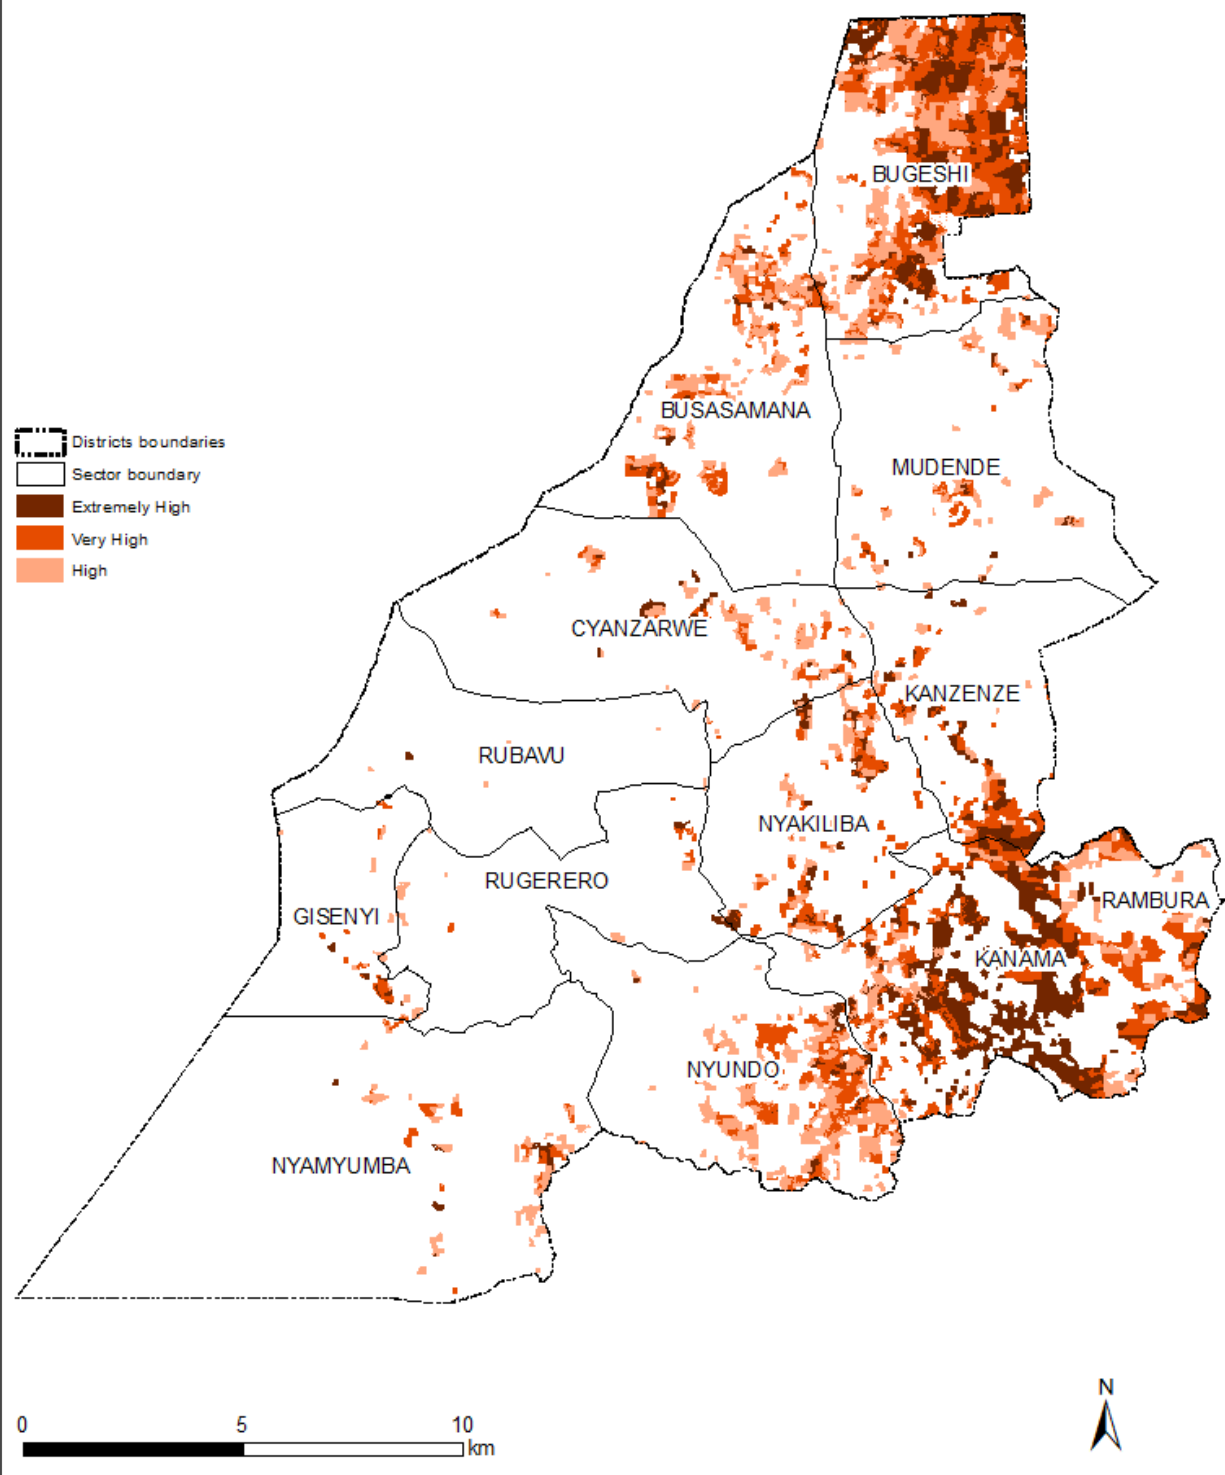 BUGESHI
BUSASAMANA
Districts boundaries
Sector boundary
MUDENDE
Extremely High
Very High
High
CYANZARWE
KANZENZE
RUBAVU
NYAKILIBA
RUGERERO
RAMBURA
GISENYI
KANAMA
NYUNDO
NYAMYUMBA
N
0 5 10
km